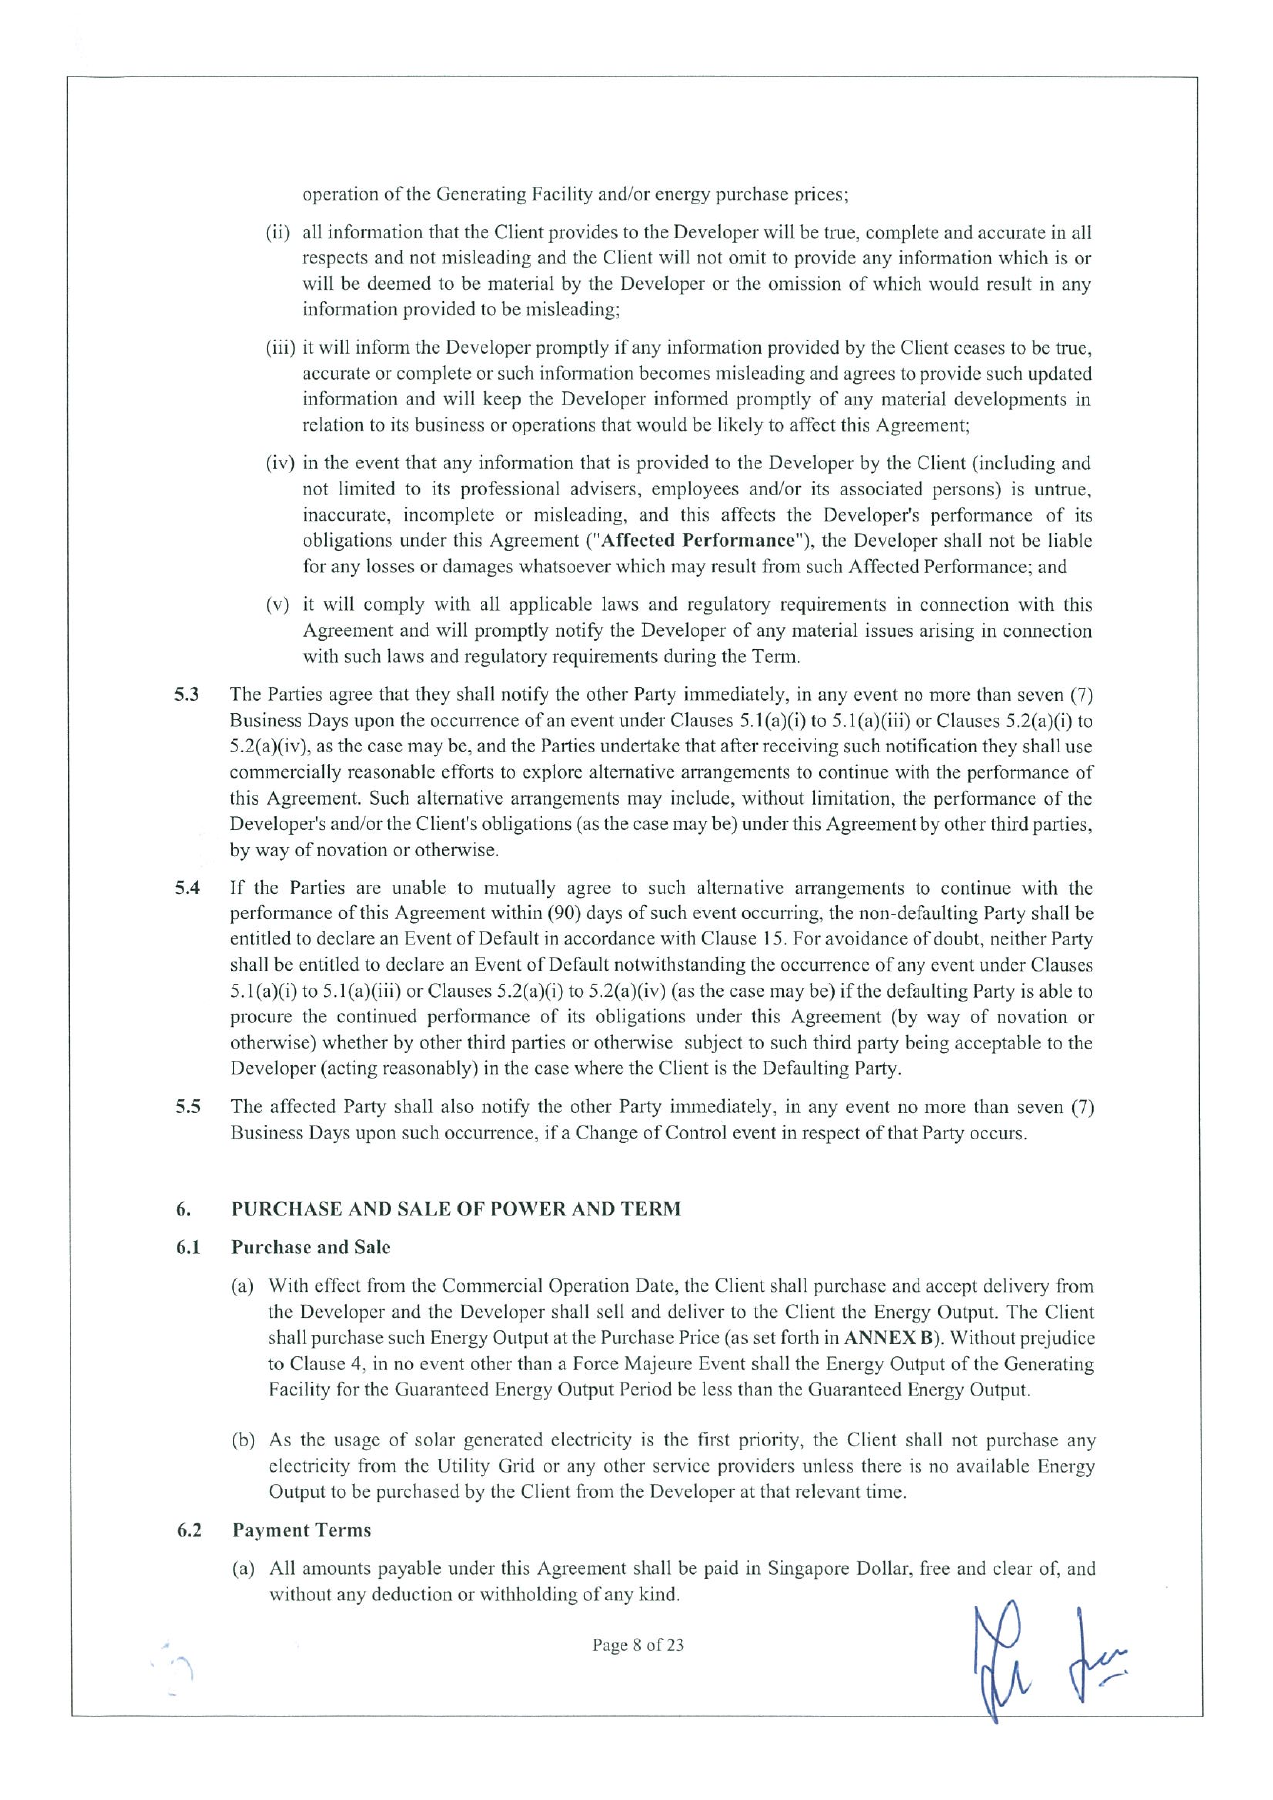 operation of the Generating Facility and/or energy purchase prices;
(ii) all information that the Client provides to the Developer will be true, complete and accurate in all
respects and not misleading and the Client will not omit to provide any information which is or
will be deemed to be material by the Developer or the omission of which would result in any
information provided to be misleading;
(iii) it will inform the Developer promptly if any information provided by the Client ceases to be true,
accurate or complete or such information becomes misleading and agrees to provide such updated
information and will keep the Developer informed promptly of any material developments in
relation to its business or operations that would be likely to affect this Agreement;
(iv) in the event that any information that is provided to the Developer by the Client (including and
not limited to its professional advisers, employees and/or its associated persons) is untrue,
inaccurate, incomplete or misleading, and this affects the Developer's performance of its
obligations under this Agreement ("Affected Performance"), the Developer shall not be liable
for any losses or damages whatsoever which may result from such Affected Performance; and
(v) it will comply with all applicable laws and regulatory requirements in connection with this
Agreement and will promptly notify the Developer of any material issues arising in connection
with such laws and regulatory requirements during the Term.
5.3 The Parties agree that they shall notify the other Party immediately, in any event no more than seven (7)
Business Days upon the occurrence of an event under Clauses 5.1(a)(i) to 5.1(a)(iii) or Clauses 5.2(a)(i) to
5.2(a)(iv), as the case may be, and the Parties undertake that after receiving such notification they shall use
commercially reasonable efforts to explore alternative arrangements to continue with the performance of
this Agreement. Such alternative arrangements may include, without limitation, the performance of the
Developer's and/or the Client's obligations (as the case may be) under this Agreement by other third parties,
by way of novation or otherwise.
5.4 If the Parties are unable to mutually agree to such alternative arrangements to continue with the
performance of this Agreement within (90) days of such event occurring, the non-defaulting Party shall be
entitled to declare an Event of Default in accordance with Clause 15. For avoidance of doubt, neither Party
shall be entitled to declare an Event of Default notwithstanding the occurrence of any event under Clauses
5.1(a)(i) to 5.1(a)(iii) or Clauses 5.2(a)(i) to 5.2(a)(iv) (as the case may be) if the defaulting Party is able to
procure the continued performance of its obligations under this Agreement (by way of novation or
otherwise) whether by other third parties or otherwise subject to such third party being acceptable to the
Developer (acting reasonably) in the case where the Client is the Defaulting Party.
5.5 The affected Party shall also notify the other Party immediately, in any event no more than seven (7)
Business Days upon such occurrence, if a Change of Control event in respect of that Party occurs.
6. PURCHASE AND SALE OF POWER AND TERM
6.1 Purchase and Sale
(a) With effect from the Commercial Operation Date, the Client shall purchase and accept delivery from
the Developer and the Developer shall sell and deliver to the Client the Energy Output. The Client
shall purchase such Energy Output at the Purchase Price (as set forth in ANNEX B). Without prejudice
to Clause 4, in no event other than a Force Majeure Event shall the Energy Output of the Generating
Facility for the Guaranteed Energy Output Period be less than the Guaranteed Energy Output.
(b) As the usage of solar generated electricity is the first priority, the Client shall not purchase any
electricity from the Utility Grid or any other service providers unless there is no available Energy
Output to be purchased by the Client from the Developer at that relevant time.
6.2 Payment Terms
(a) All amounts payable under this Agreement shall be paid in Singapore Dollar, free and clear of, and
without any deduction or withholding of any kind.
Page 8 of 23